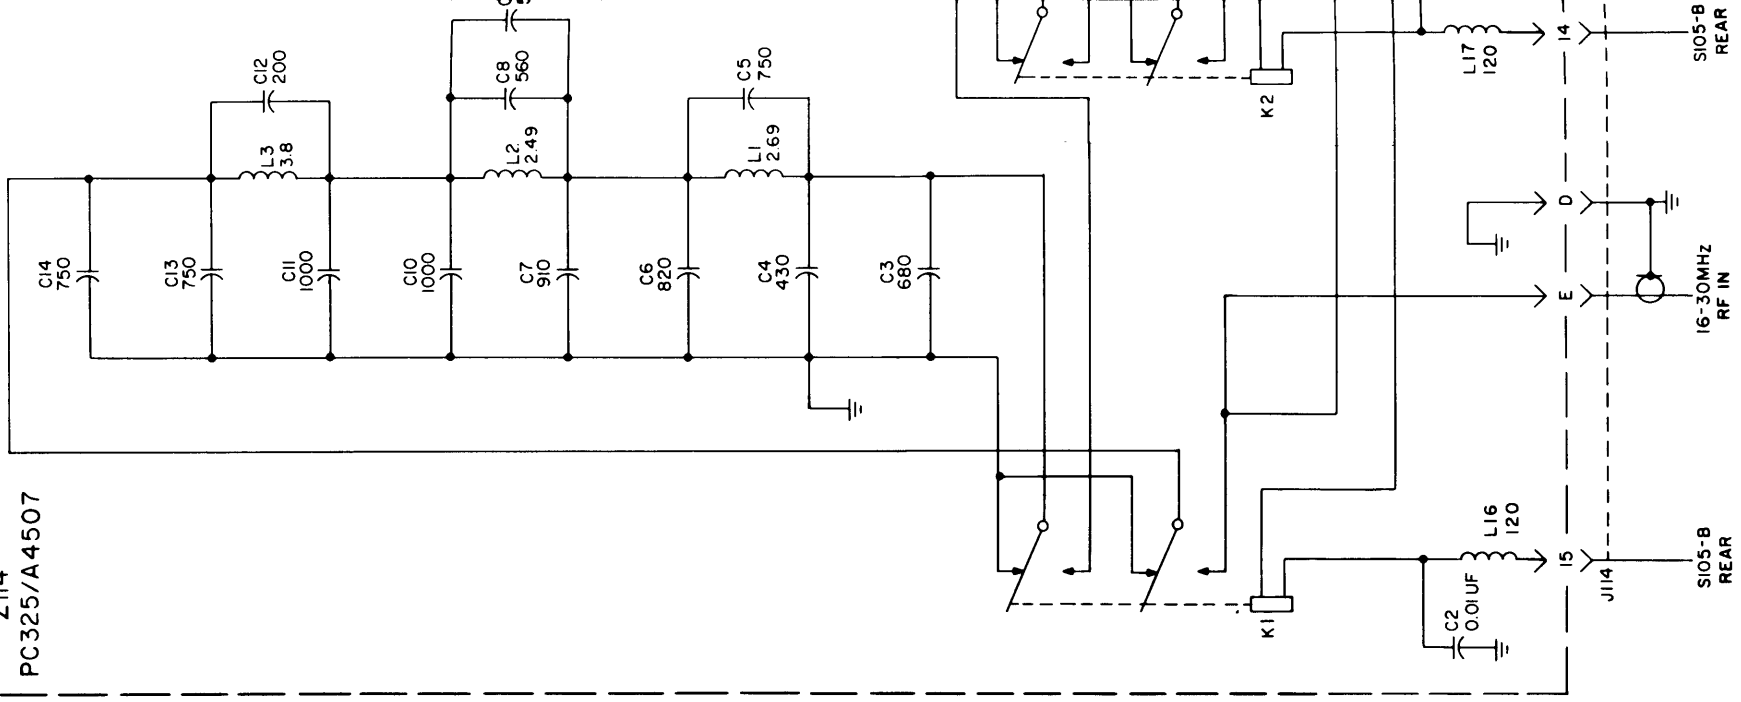 C12
200
C8
560
C5
750
L3
3.8
L2
2.49
L1
2.69
C14
750
C13
750
C11
1000
C10
1000
C7
910
C6
820
C4
430
C3
680
K2
L17
120
14
S105-B
REAR
D
E
16-30MHz
RF IN
PC325/A4507
K1
L16
120
C2
0.01UF
15
J114
S105-B
REAR